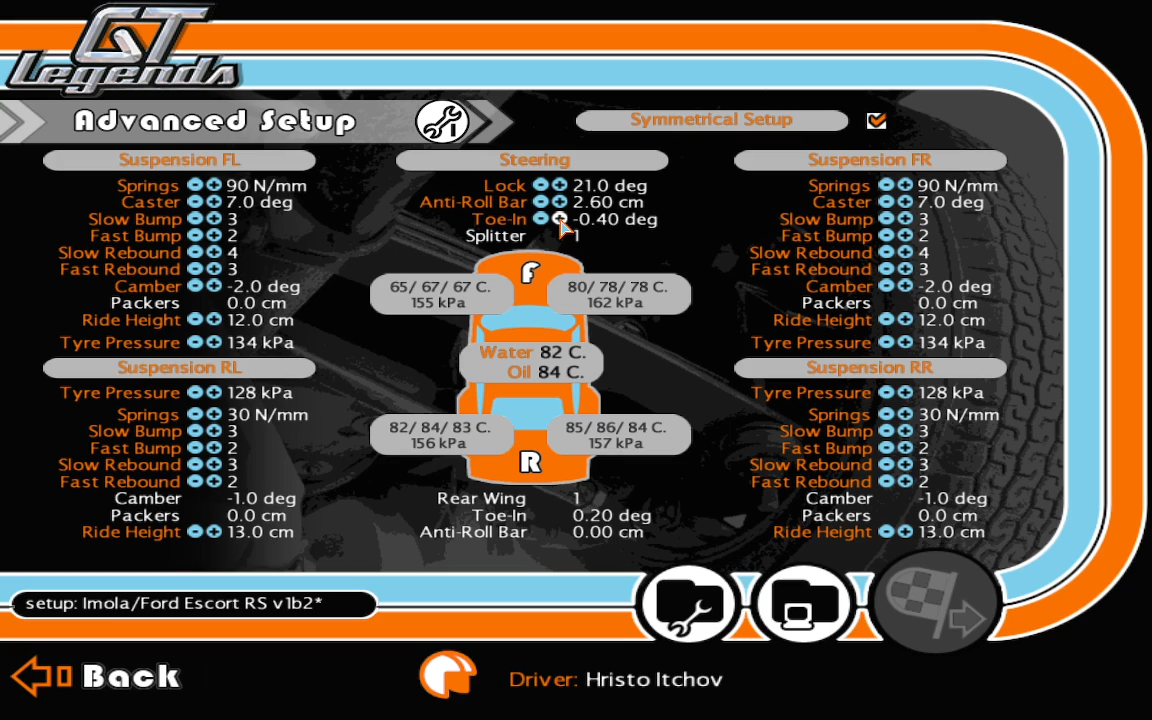 GT
Legends
Advanced Setup
Symmetrical Setup
Suspension FL
Springs 90 N/mm
Caster 7.0 deg
Slow Bump 3
Fast Bump 2
Slow Rebound 4
Fast Rebound 3
Camber -2.0 deg
Packers 0.0 cm
Ride Height 12.0 cm
Tyre Pressure 134 kPa
Suspension RL
Tyre Pressure 128 kPa
Springs 30 N/mm
Slow Bump 3
Fast Bump 2
Slow Rebound 3
Fast Rebound 2
Camber -1.0 deg
Packers 0.0 cm
Ride Height 13.0 cm
Steering
Lock 21.0 deg
Anti-Roll Bar 2.60 cm
Toe-In -0.40 deg
Splitter 1
F
65/ 67/ 67 C.
155 kPa
80/ 78/ 78 C.
162 kPa
Water 82 C.
Oil 84 C.
82/ 84/ 83 C.
156 kPa
85/ 86/ 84 C.
157 kPa
R
Rear Wing 1
Toe-In 0.20 deg
Anti-Roll Bar 0.00 cm
Suspension FR
Springs 90 N/mm
Caster 7.0 deg
Slow Bump 3
Fast Bump 2
Slow Rebound 4
Fast Rebound 3
Camber -2.0 deg
Packers 0.0 cm
Ride Height 12.0 cm
Tyre Pressure 134 kPa
Suspension RR
Tyre Pressure 128 kPa
Springs 30 N/mm
Slow Bump 3
Fast Bump 2
Slow Rebound 3
Fast Rebound 2
Camber -1.0 deg
Packers 0.0 cm
Ride Height 13.0 cm
setup: Imola/Ford Escort RS v1b2*
Back
Driver: Hristo Itchov